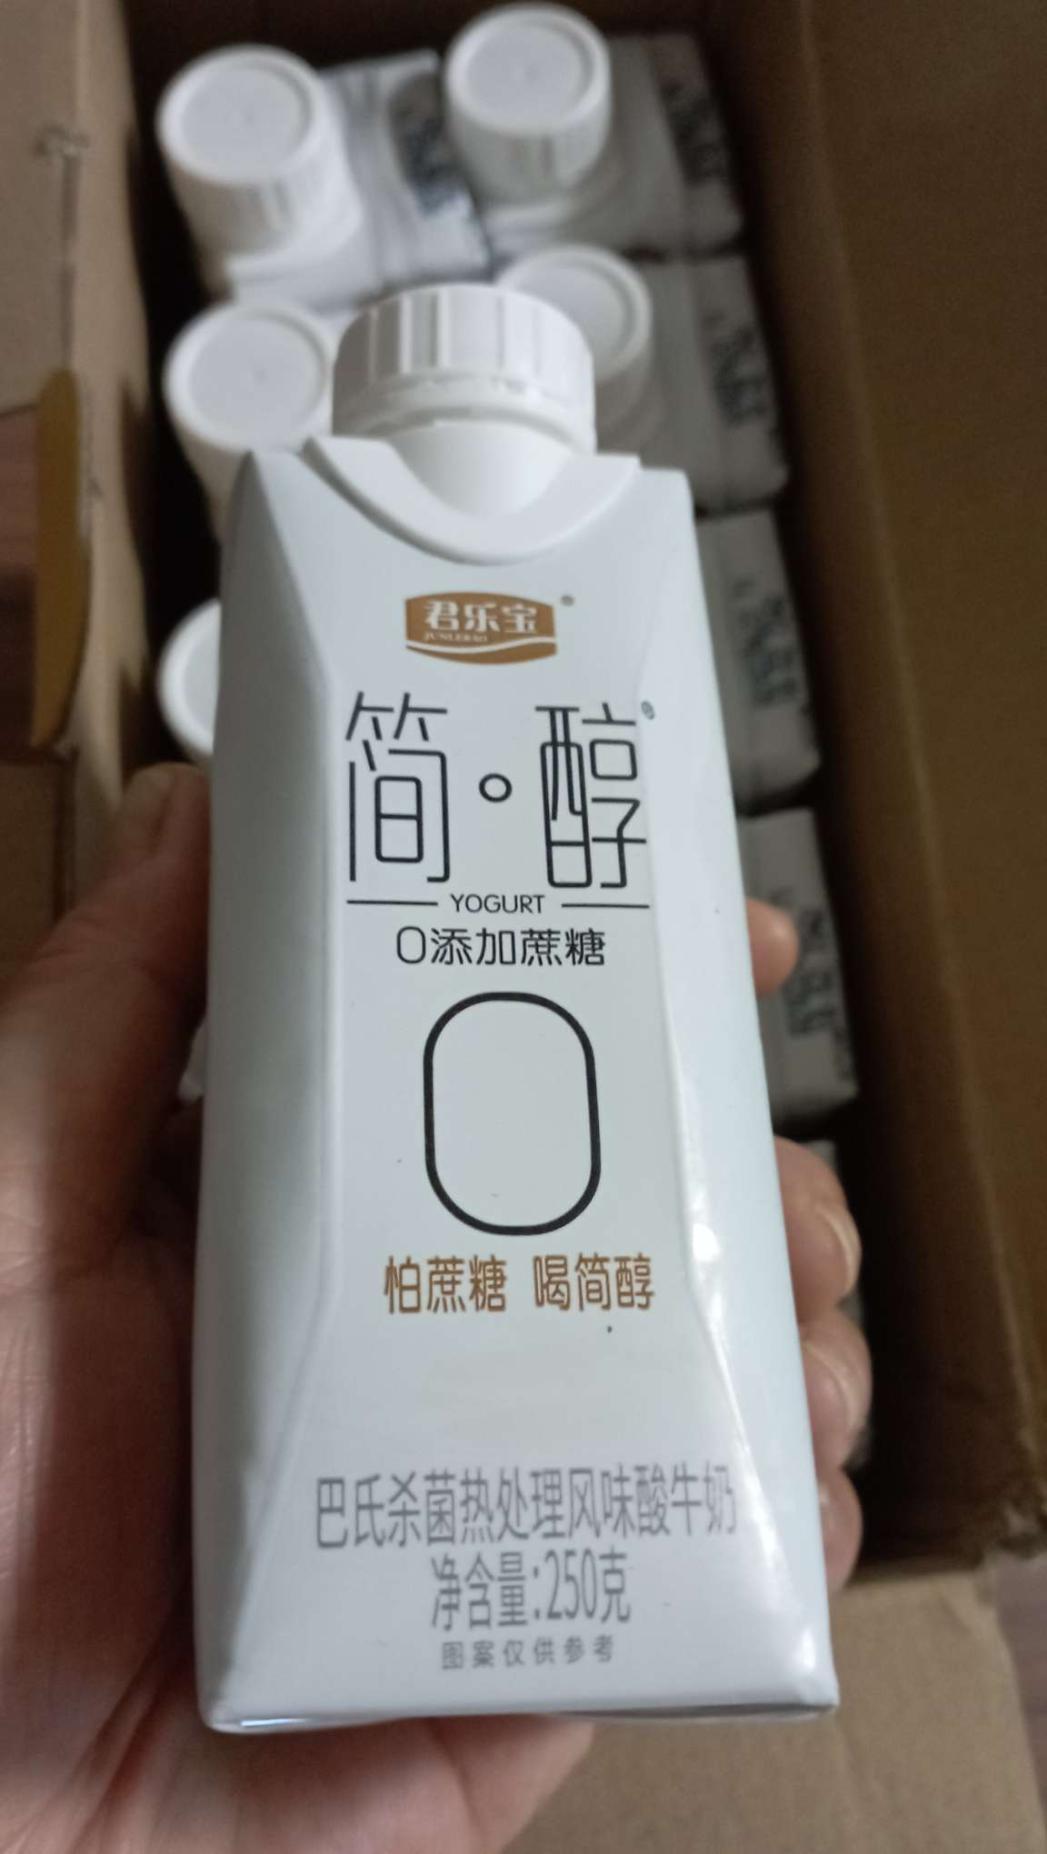 君乐宝
JUNLEBAO
简·醇
YOGURT
0添加蔗糖
0
怕蔗糖 喝简醇
巴氏杀菌热处理风味酸牛奶
净含量:250克
图案仅供参考